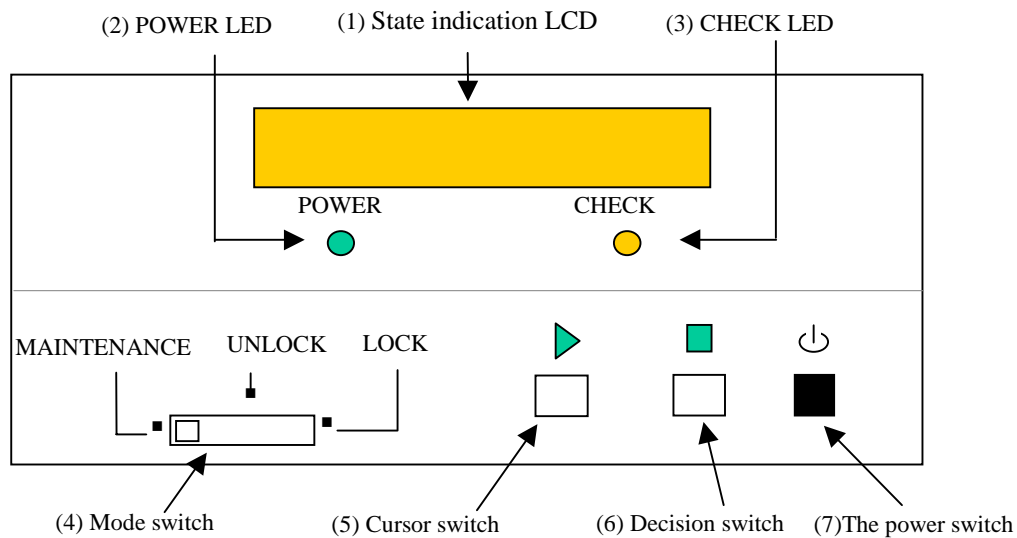 (2) POWER LED
(1) State indication LCD
(3) CHECK LED
POWER
CHECK
MAINTENANCE
UNLOCK
LOCK
(4) Mode switch
(5) Cursor switch
(6) Decision switch
(7)The power switch